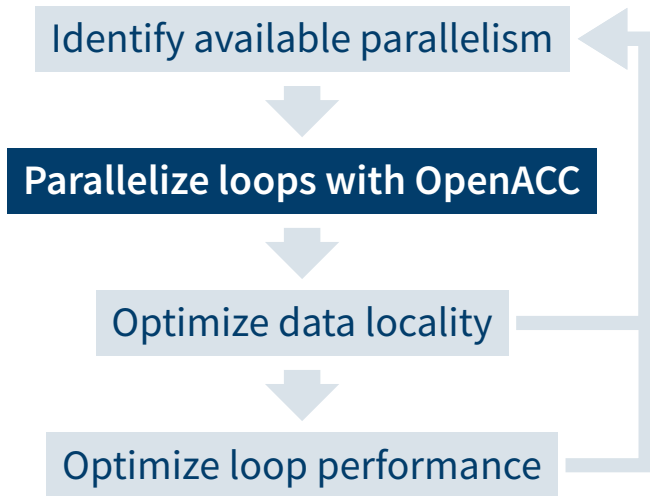 Identify available parallelism
Parallelize loops with OpenACC
Optimize data locality
Optimize loop performance